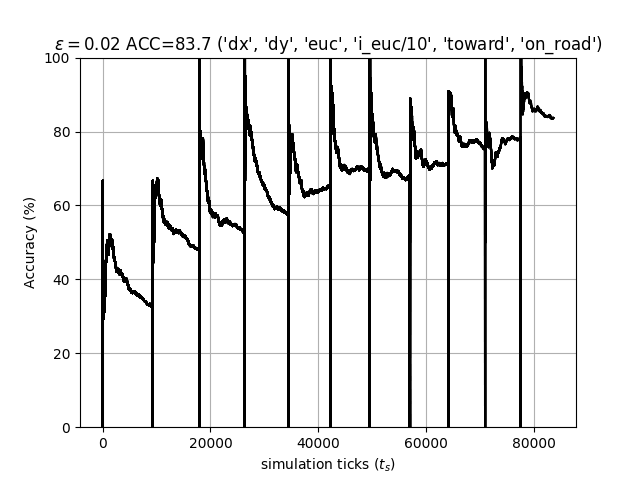 ε = 0.02 ACC=83.7 ('dx', 'dy', 'euc', 'i_euc/10', 'toward', 'on_road')
100
80
60
40
20
0
Accuracy (%)
0 20000 40000 60000 80000
simulation ticks (tₛ)